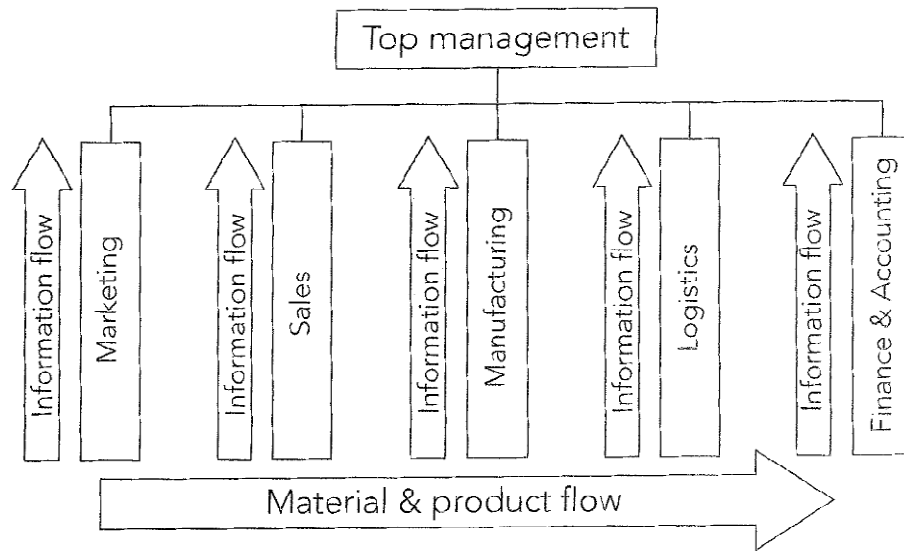 Top management
Information flow
Marketing
Information flow
Sales
Information flow
Manufacturing
Information flow
Logistics
Information flow
Finance & Accounting
Material & product flow